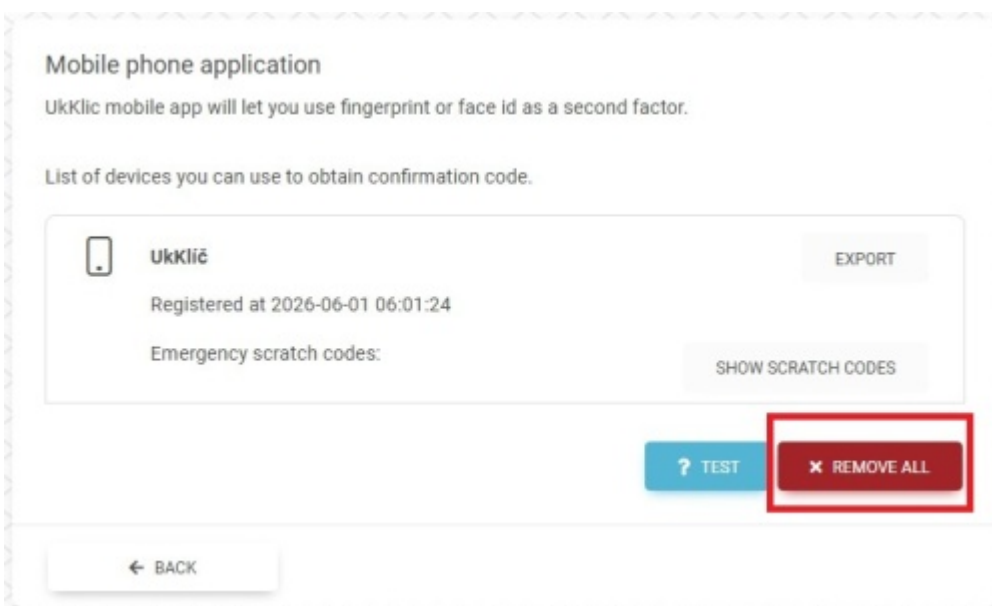 Mobile phone application
UkKlic mobile app will let you use fingerprint or face id as a second factor.
List of devices you can use to obtain confirmation code.
UkKlíč
EXPORT
Registered at 2026-06-01 06:01:24
Emergency scratch codes:
SHOW SCRATCH CODES
? TEST
× REMOVE ALL
← BACK